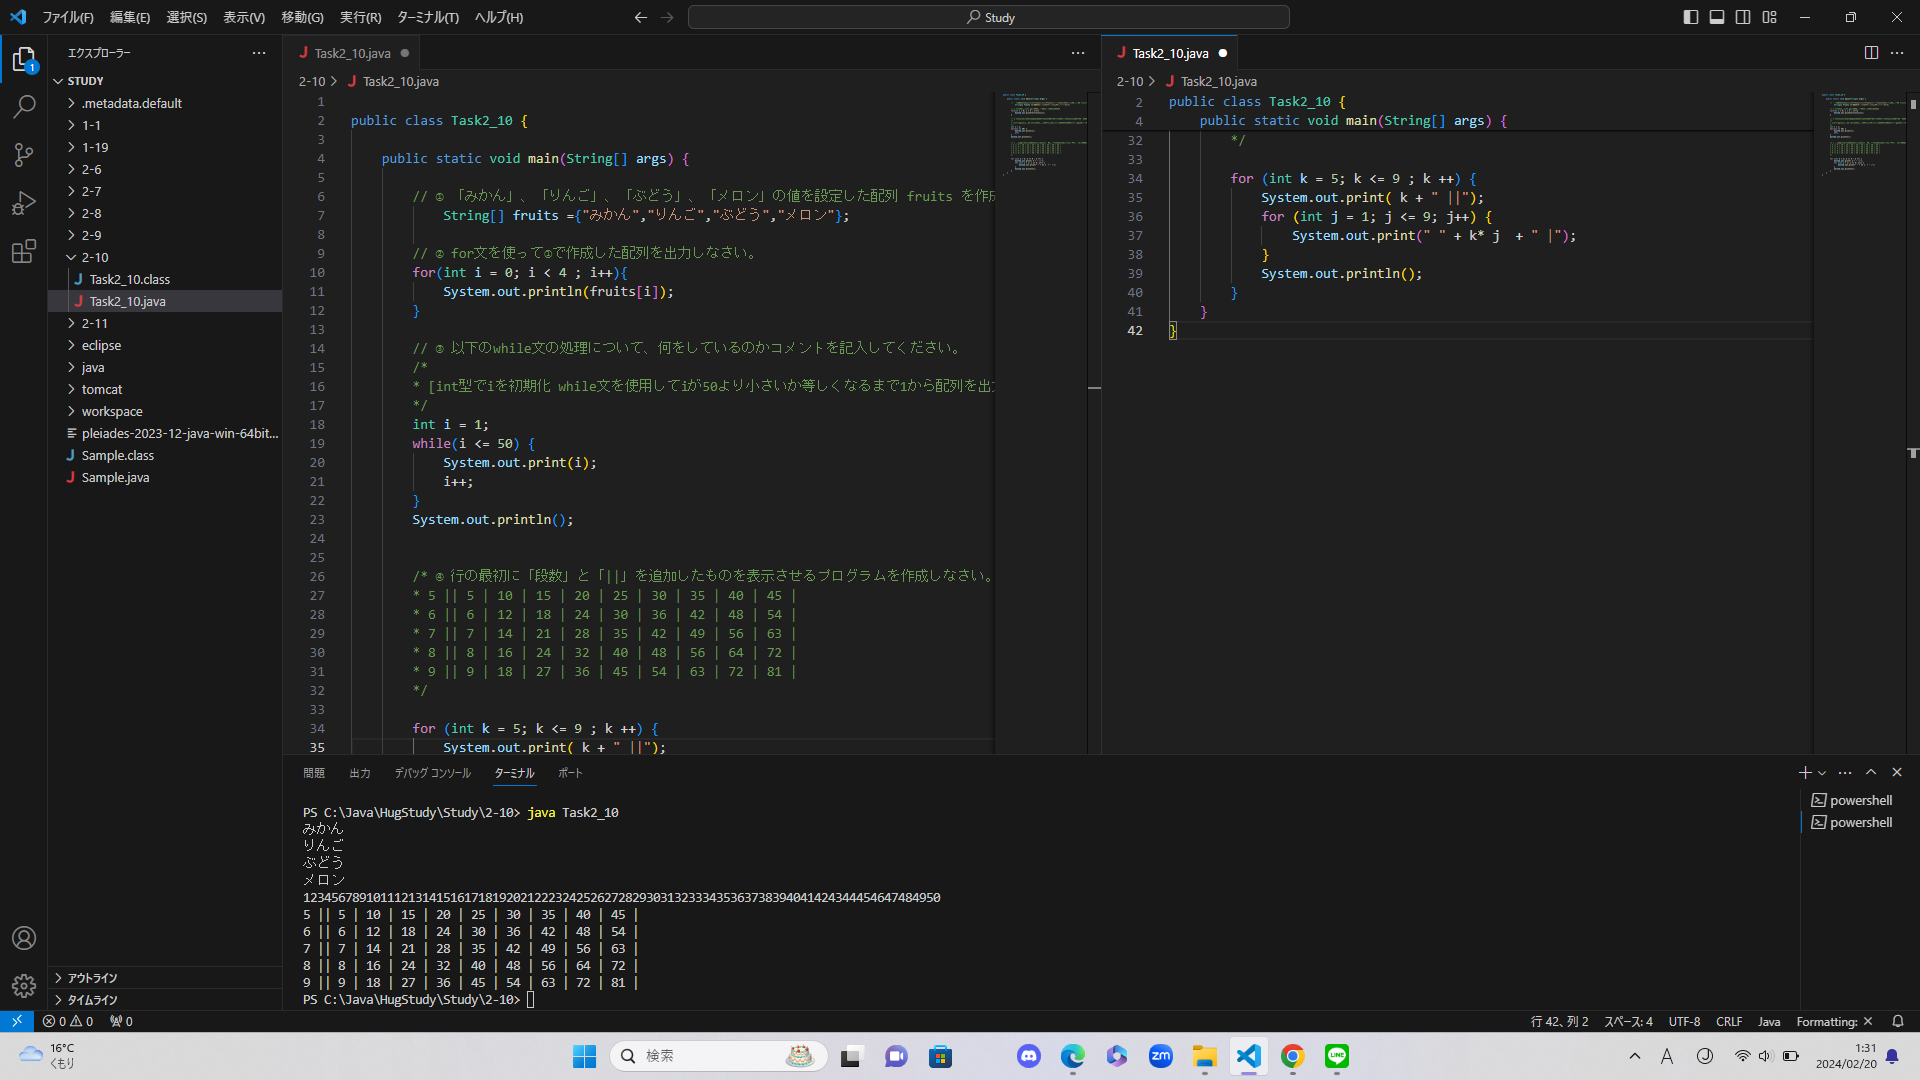 ファイル(F) 編集(E) 選択(S) 表示(V) 移動(G) 実行(R) ターミナル(T) ヘルプ(H)
Study
エクスプローラー
STUDY
.metadata.default
1-1
1-19
2-6
2-7
2-8
2-9
2-10
Task2_10.class
Task2_10.java
2-11
eclipse
java
tomcat
workspace
pleiades-2023-12-java-win-64bit...
Sample.class
Sample.java
アウトライン
タイムライン
Task2_10.java
2-10 > Task2_10.java
1
2 public class Task2_10 {
3
4 public static void main(String[] args) {
5
6 // ① 「みかん」、「りんご」、「ぶどう」、「メロン」の値を設定した配列 fruits を作成
7 String[] fruits ={"みかん","りんご","ぶどう","メロン"};
8
9 // ② for文を使って①で作成した配列を出力しなさい。
10 for(int i = 0; i < 4 ; i++){
11 System.out.println(fruits[i]);
12 }
13
14 // ③ 以下のwhile文の処理について、何をしているのかコメントを記入してください。
15 /*
16 * [int型でiを初期化 while文を使用してiが50より小さいか等しくなるまで1から配列を出
17 */
18 int i = 1;
19 while(i <= 50) {
20 System.out.print(i);
21 i++;
22 }
23 System.out.println();
24
25
26 /* ④ 行の最初に「段数」と「||」を追加したものを表示させるプログラムを作成しなさい。
27 * 5 || 5 | 10 | 15 | 20 | 25 | 30 | 35 | 40 | 45 |
28 * 6 || 6 | 12 | 18 | 24 | 30 | 36 | 42 | 48 | 54 |
29 * 7 || 7 | 14 | 21 | 28 | 35 | 42 | 49 | 56 | 63 |
30 * 8 || 8 | 16 | 24 | 32 | 40 | 48 | 56 | 64 | 72 |
31 * 9 || 9 | 18 | 27 | 36 | 45 | 54 | 63 | 72 | 81 |
32 */
33
34 for (int k = 5; k <= 9 ; k ++) {
35 System.out.print( k + " ||");
Task2_10.java
2-10 > Task2_10.java
2 public class Task2_10 {
4 public static void main(String[] args) {
32 */
33
34 for (int k = 5; k <= 9 ; k ++) {
35 System.out.print( k + " ||");
36 for (int j = 1; j <= 9; j++) {
37 System.out.print(" " + k* j  + " |");
38 }
39 System.out.println();
40 }
41 }
42 }
問題 出力 デバッグ コンソール ターミナル ポート
PS C:\Java\HugStudy\Study\2-10> java Task2_10
みかん
りんご
ぶどう
メロン
1234567891011121314151617181920212223242526272829303132333435363738394041424344454647484950
5 || 5 | 10 | 15 | 20 | 25 | 30 | 35 | 40 | 45 |
6 || 6 | 12 | 18 | 24 | 30 | 36 | 42 | 48 | 54 |
7 || 7 | 14 | 21 | 28 | 35 | 42 | 49 | 56 | 63 |
8 || 8 | 16 | 24 | 32 | 40 | 48 | 56 | 64 | 72 |
9 || 9 | 18 | 27 | 36 | 45 | 54 | 63 | 72 | 81 |
PS C:\Java\HugStudy\Study\2-10>
powershell
powershell
0 0 0
行 42、列 2 スペース: 4 UTF-8 CRLF Java Formatting: ×
16°C
くもり
検索
zm
LINE
A
1:31
2024/02/20